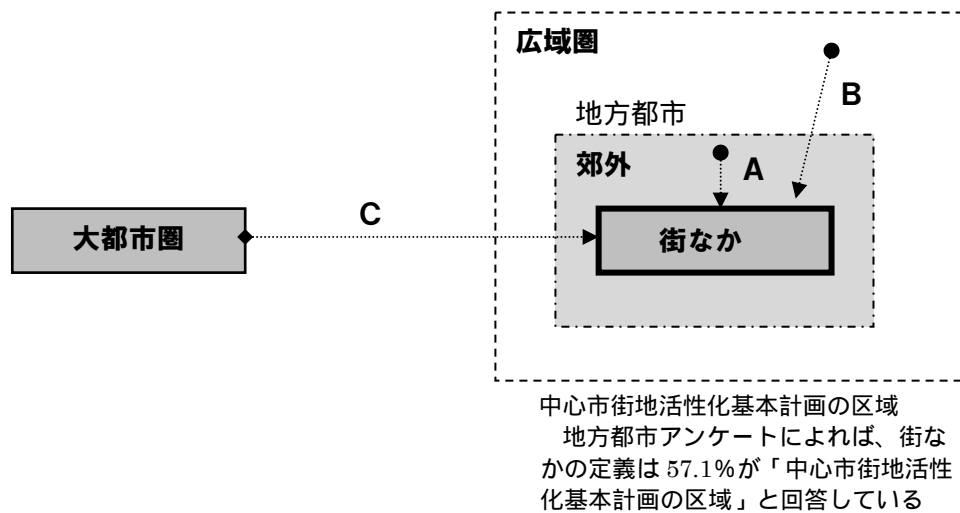 広域圏
B
地方都市
郊外
A
C
大都市圏
街なか
中心市街地活性化基本計画の区域
地方都市アンケートによれば、街な
かの定義は 57.1%が「中心市街地活性
化基本計画の区域」と回答している